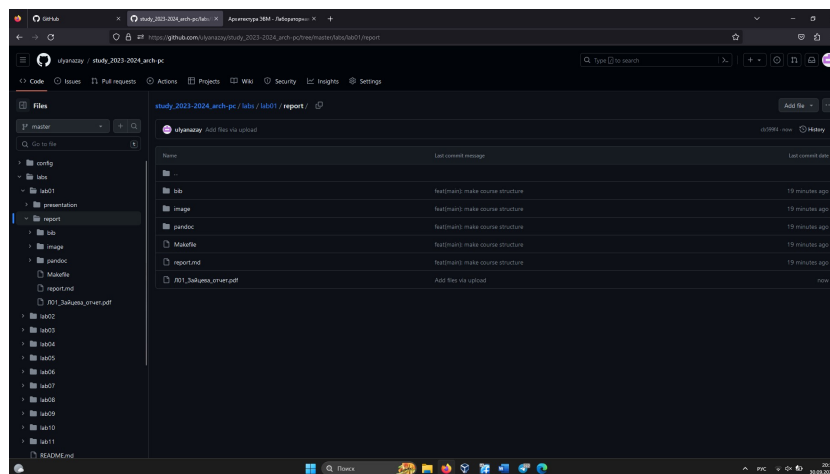 GitHub
study_2023-2024_arch-pc/labs/
Архитектура ЭВМ - Лабораторная
https://github.com/ulyanazay/study_2023-2024_arch-pc/tree/master/labs/lab01/report
ulyanazay / study_2023-2024_arch-pc
Type / to search
Code Issues Pull requests Actions Projects Wiki Security Insights Settings
Files
study_2023-2024_arch-pc / labs / lab01 / report /
Add file
master
Go to file
t
ulyanazay Add files via upload
now History
Name Last commit message Last commit date
..
bib feat(main): make course structure 19 minutes ago
image feat(main): make course structure 19 minutes ago
pandoc feat(main): make course structure 19 minutes ago
Makefile feat(main): make course structure 19 minutes ago
report.md feat(main): make course structure 19 minutes ago
Л01_Зайцева_отчет.pdf Add files via upload now
config
labs
lab01
presentation
report
bib
image
pandoc
Makefile
report.md
Л01_Зайцева_отчет.pdf
lab02
lab03
lab04
lab05
lab06
lab07
lab08
lab09
lab10
lab11
README.md
Поиск
РУС